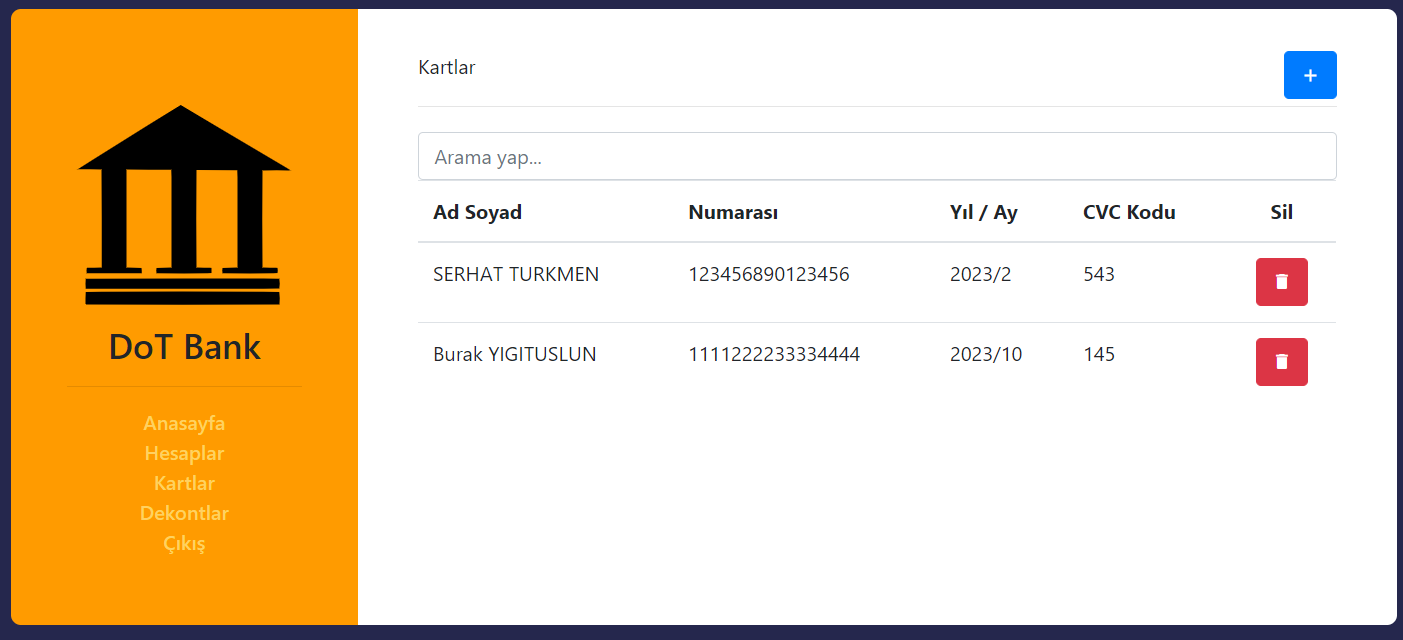 DoT Bank
Anasayfa
Hesaplar
Kartlar
Dekontlar
Çıkış
Kartlar
+
Arama yap...
Ad Soyad Numarası Yıl / Ay CVC Kodu Sil
SERHAT TURKMEN 123456890123456 2023/2 543
Burak YIGITUSLUN 1111222233334444 2023/10 145